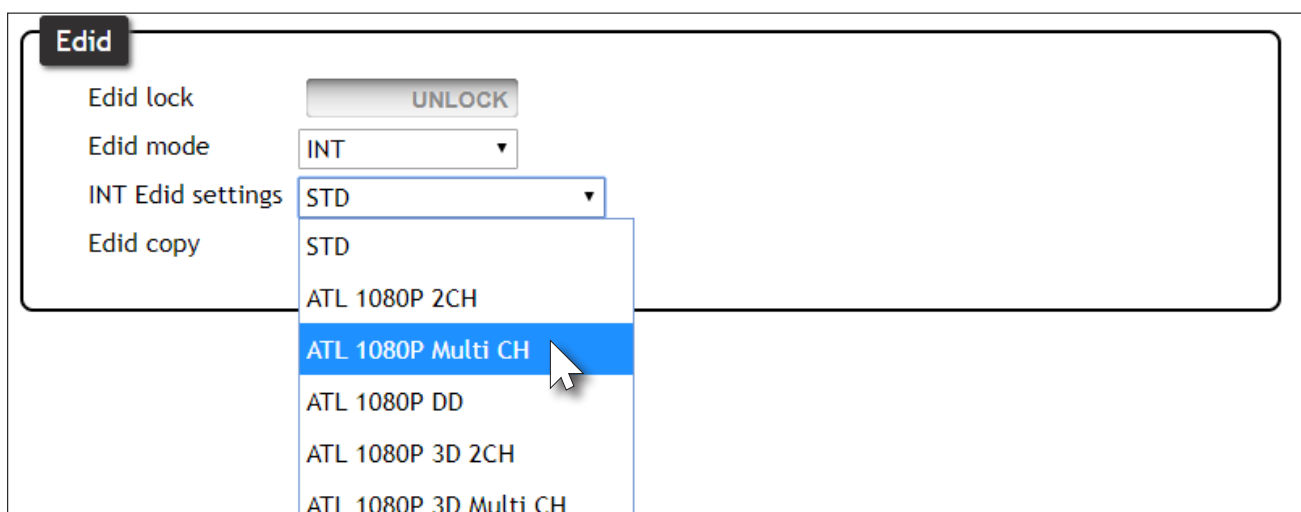 Edid
Edid lock UNLOCK
Edid mode INT
INT Edid settings STD
Edid copy
STD
ATL 1080P 2CH
ATL 1080P Multi CH
ATL 1080P DD
ATL 1080P 3D 2CH
ATL 1080P 3D Multi CH